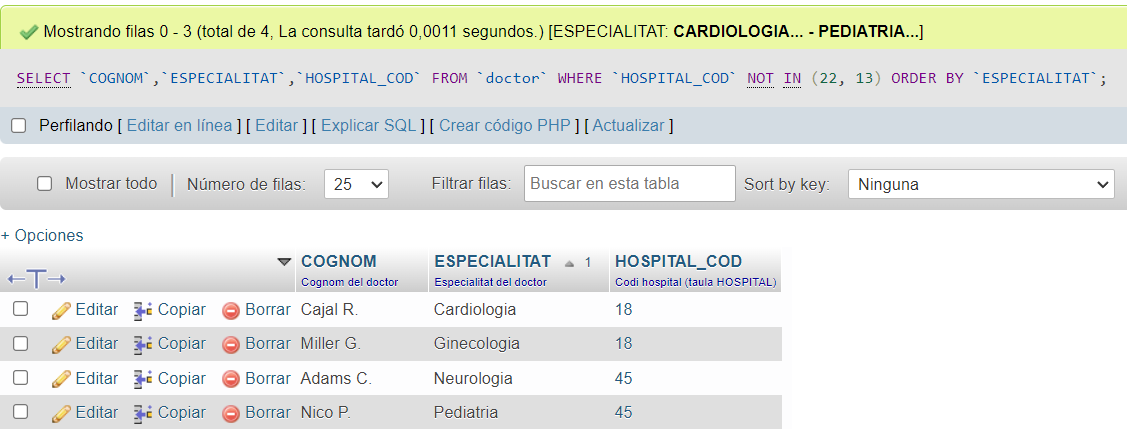 Mostrando filas 0 - 3 (total de 4, La consulta tardó 0,0011 segundos.) [ESPECIALITAT: CARDIOLOGIA... - PEDIATRIA...]
SELECT `COGNOM`,`ESPECIALITAT`,`HOSPITAL_COD` FROM `doctor` WHERE `HOSPITAL_COD` NOT IN (22, 13) ORDER BY `ESPECIALITAT`;
Perfilando [ Editar en línea ] [ Editar ] [ Explicar SQL ] [ Crear código PHP ] [ Actualizar ]
Mostrar todo | Número de filas: 25 Filtrar filas: Buscar en esta tabla Sort by key: Ninguna
+ Opciones
COGNOM ESPECIALITAT 1 HOSPITAL_COD
Cognom del doctor Especialitat del doctor Codi hospital (taula HOSPITAL)
Editar Copiar Borrar Cajal R. Cardiologia 18
Editar Copiar Borrar Miller G. Ginecologia 18
Editar Copiar Borrar Adams C. Neurologia 45
Editar Copiar Borrar Nico P. Pediatria 45